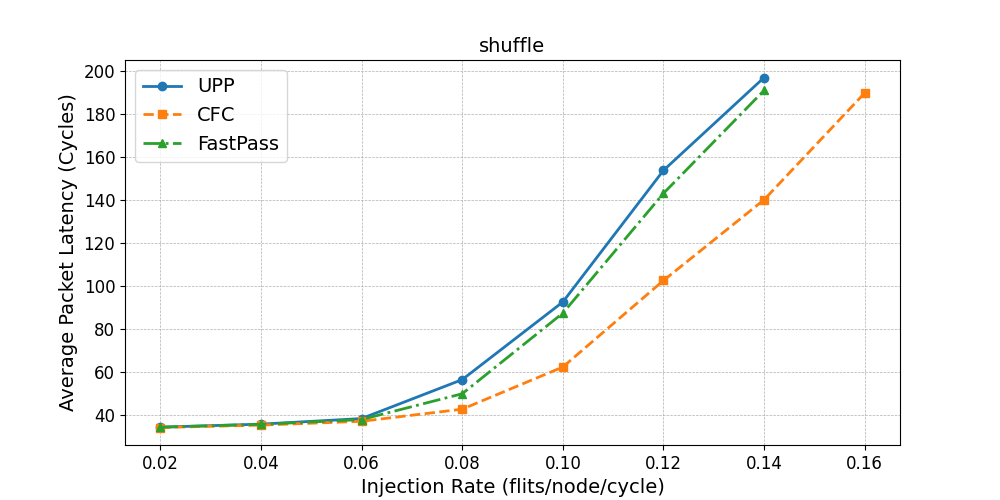 shuffle
UPP
CFC
FastPass
200
180
160
140
120
100
80
60
40
Average Packet Latency (Cycles)
0.02 0.04 0.06 0.08 0.10 0.12 0.14 0.16
Injection Rate (flits/node/cycle)